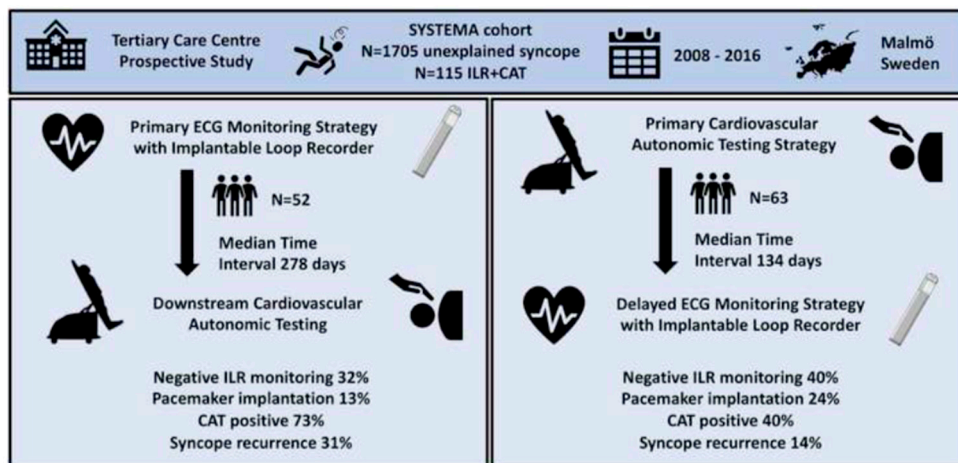 Tertiary Care Centre
Prospective Study
SYSTEMA cohort
N=1705 unexplained syncope
N=115 ILR+CAT
2008 - 2016
Malmö
Sweden
Primary ECG Monitoring Strategy
with Implantable Loop Recorder
N=52
Median Time
Interval 278 days
Downstream Cardiovascular
Autonomic Testing
Negative ILR monitoring 32%
Pacemaker implantation 13%
CAT positive 73%
Syncope recurrence 31%
Primary Cardiovascular
Autonomic Testing Strategy
N=63
Median Time
Interval 134 days
Delayed ECG Monitoring Strategy
with Implantable Loop Recorder
Negative ILR monitoring 40%
Pacemaker implantation 24%
CAT positive 40%
Syncope recurrence 14%